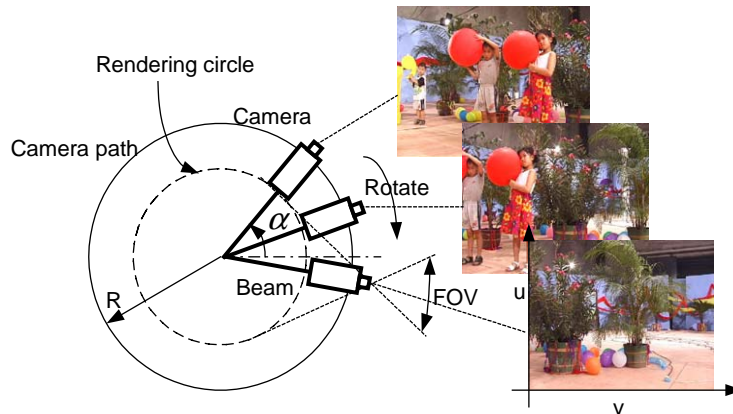 Rendering circle
Camera
Camera path
Rotate
α
R
Beam
FOV
u
v